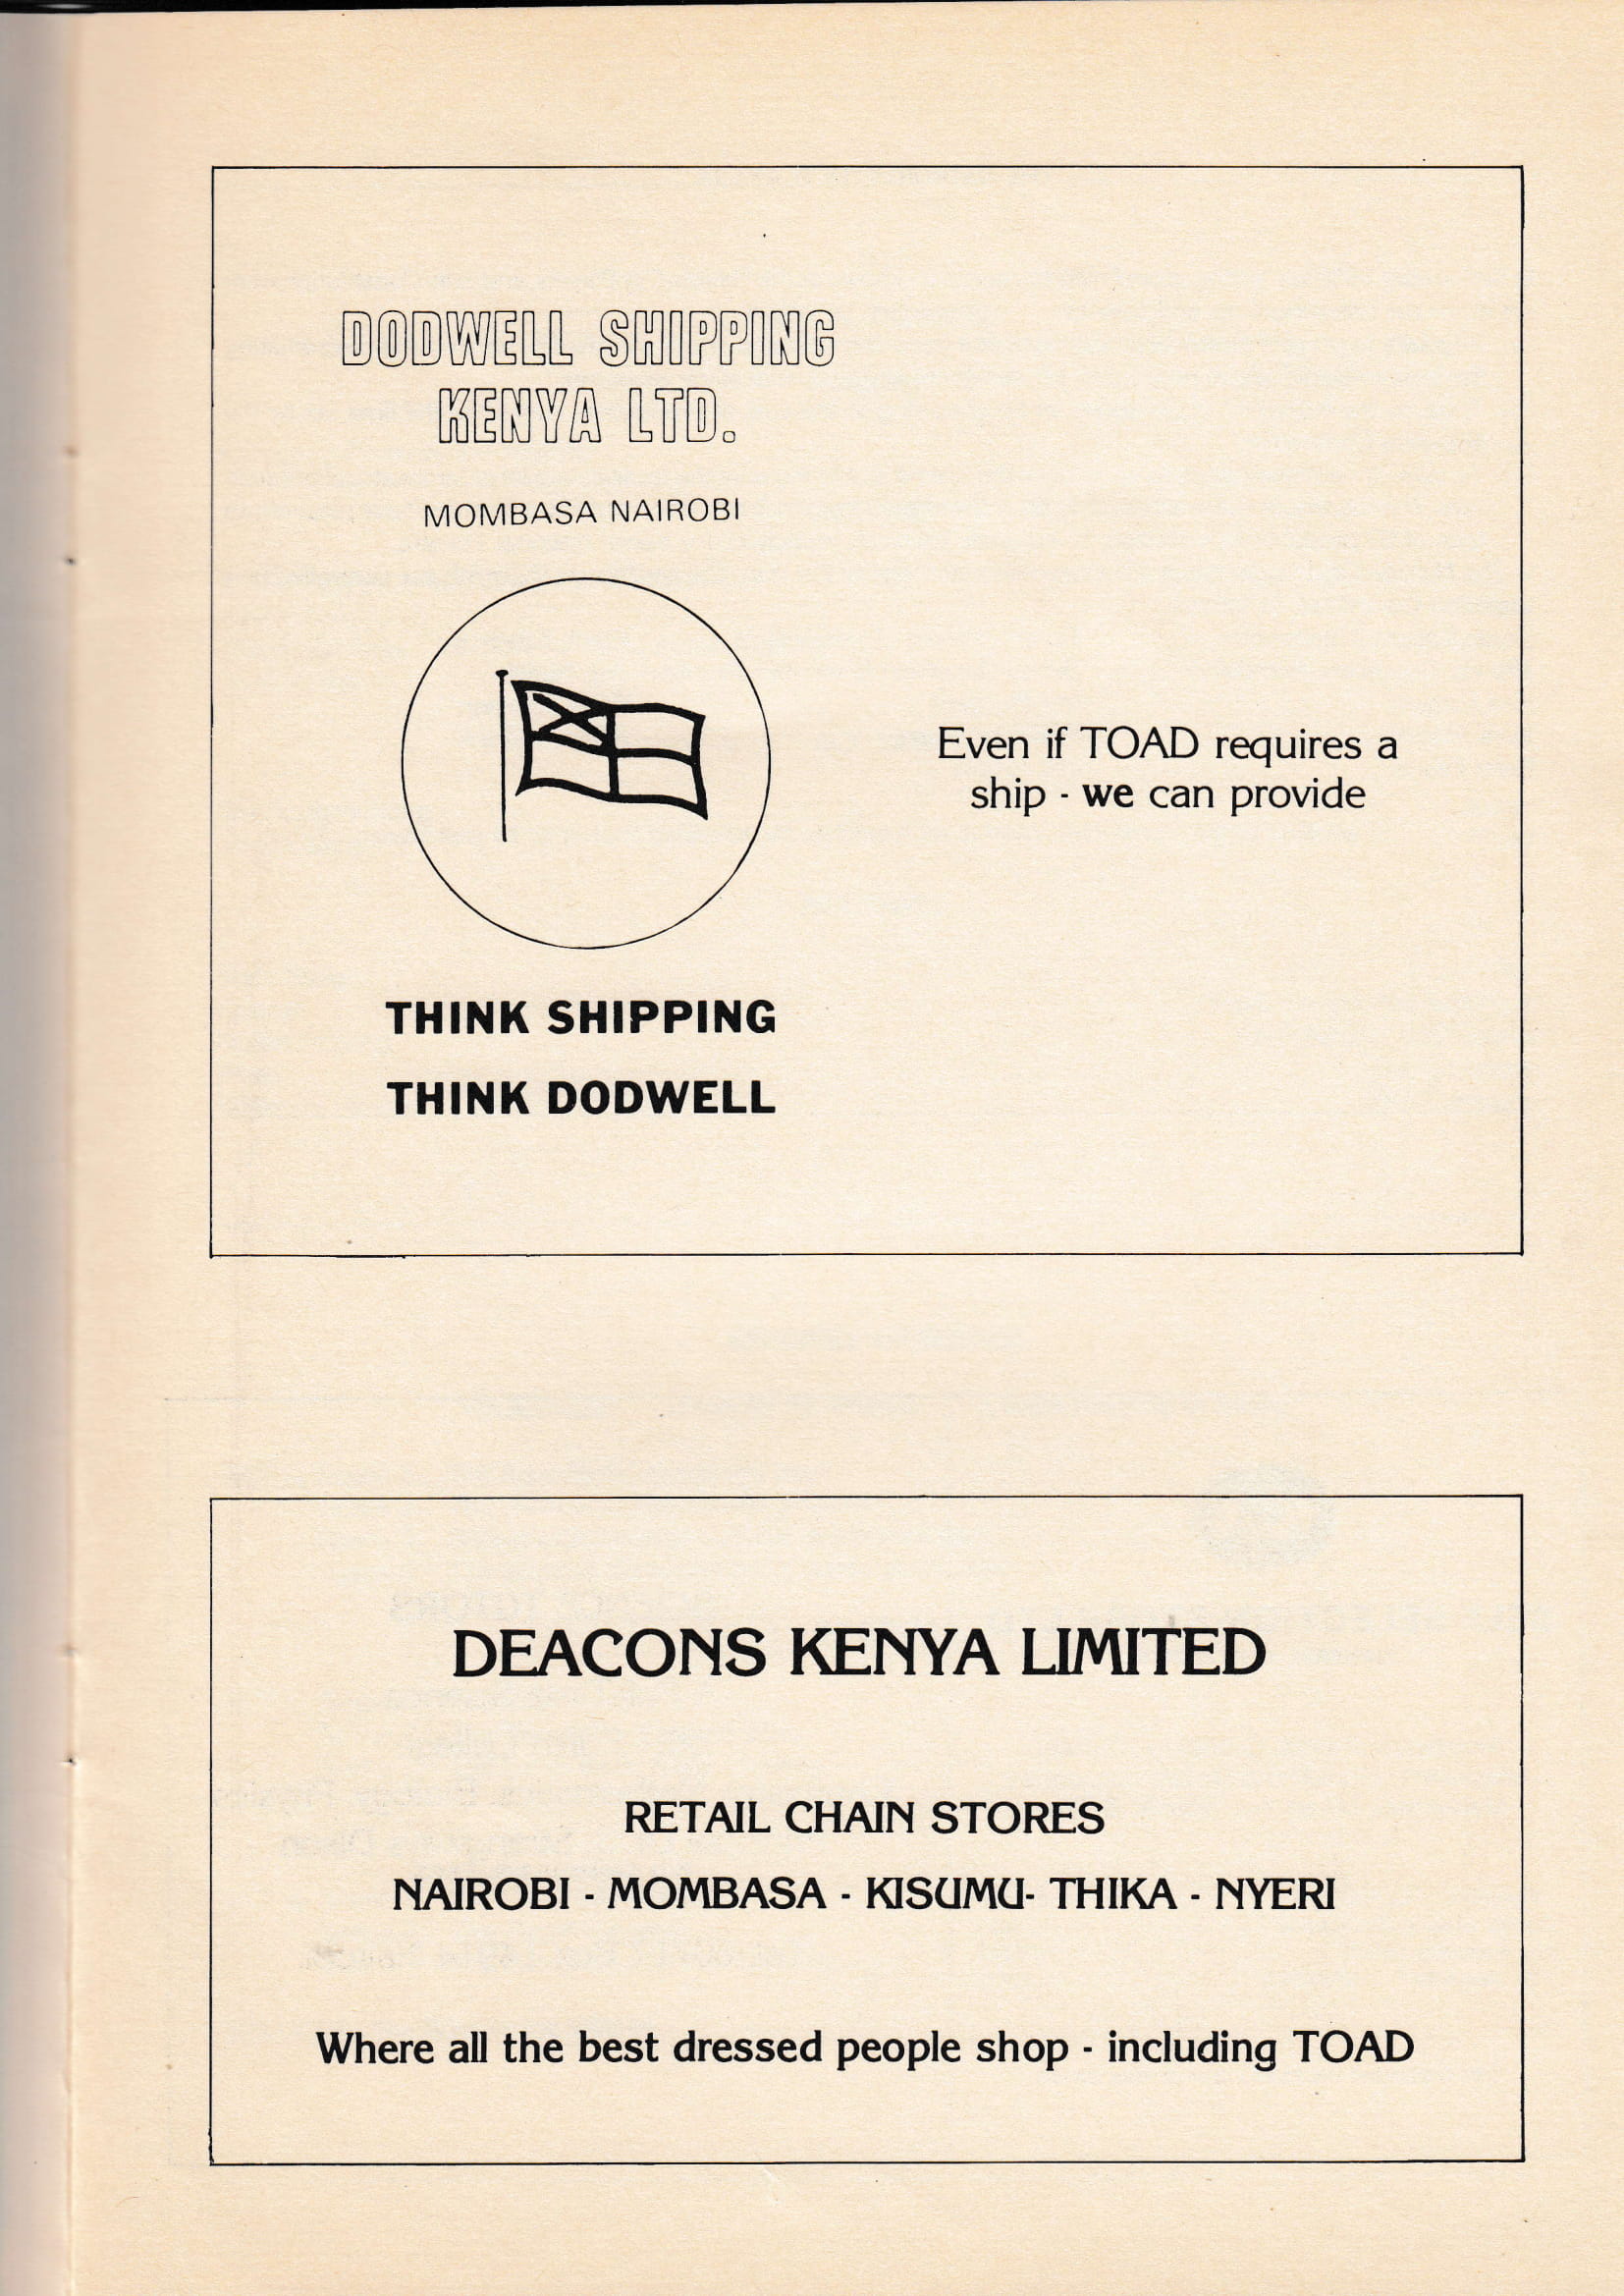 DODWELL SHIPPING
KENYA LTD.
MOMBASA NAIROBI
Even if TOAD requires a
ship - we can provide
THINK SHIPPING
THINK DODWELL
DEACONS KENYA LIMITED
RETAIL CHAIN STORES
NAIROBI - MOMBASA - KISUMU- THIKA - NYERI
Where all the best dressed people shop - including TOAD